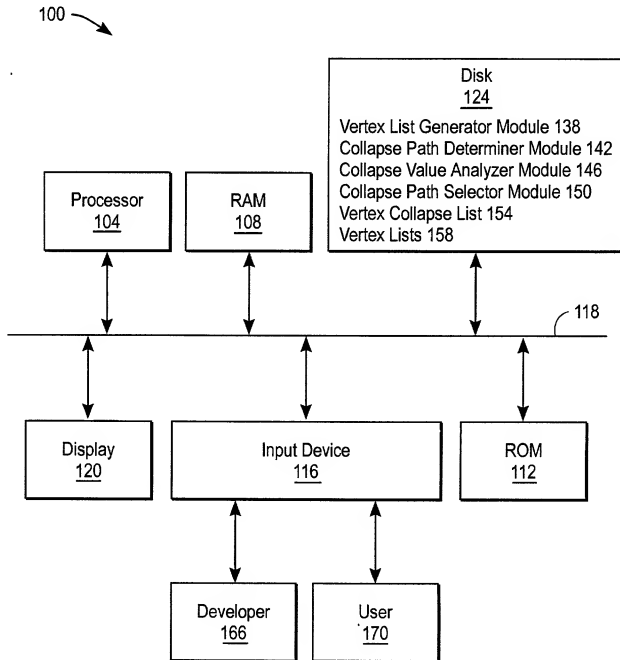 100
Disk
124
Vertex List Generator Module 138
Collapse Path Determiner Module 142
Collapse Value Analyzer Module 146
Collapse Path Selector Module 150
Vertex Collapse List 154
Vertex Lists 158
Processor
104
RAM
108
118
Display
120
Input Device
116
ROM
112
Developer
166
User
170